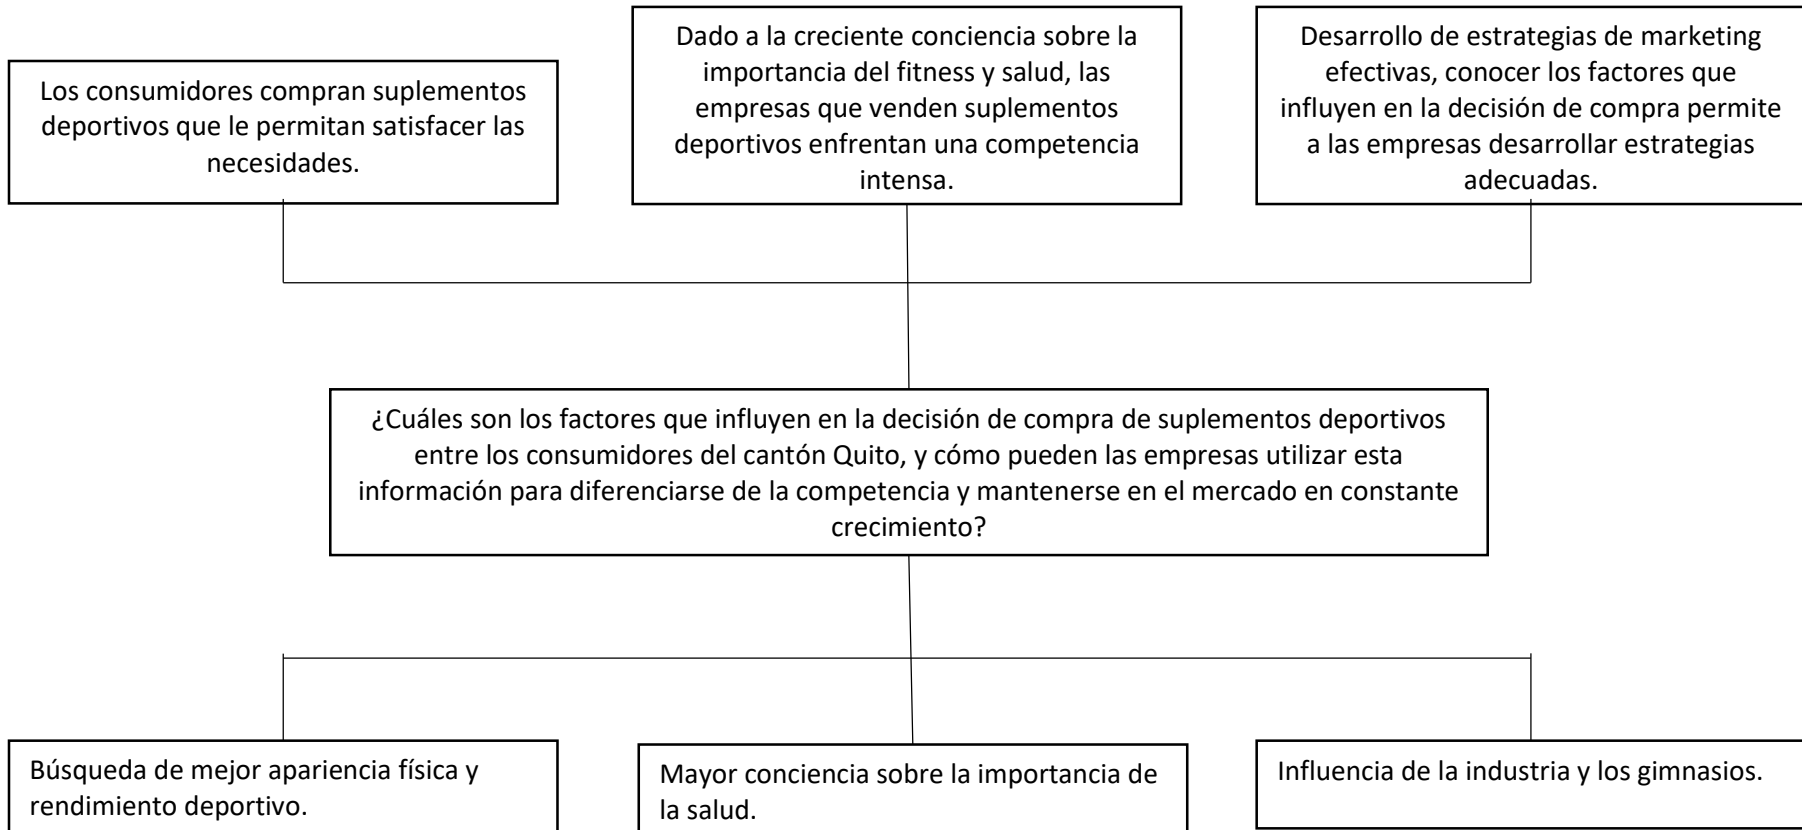 Los consumidores compran suplementos
deportivos que le permitan satisfacer las
necesidades.
Dado a la creciente conciencia sobre la
importancia del fitness y salud, las
empresas que venden suplementos
deportivos enfrentan una competencia
intensa.
Desarrollo de estrategias de marketing
efectivas, conocer los factores que
influyen en la decisión de compra permite
a las empresas desarrollar estrategias
adecuadas.
¿Cuáles son los factores que influyen en la decisión de compra de suplementos deportivos
entre los consumidores del cantón Quito, y cómo pueden las empresas utilizar esta
información para diferenciarse de la competencia y mantenerse en el mercado en constante
crecimiento?
Búsqueda de mejor apariencia física y
rendimiento deportivo.
Mayor conciencia sobre la importancia de
la salud.
Influencia de la industria y los gimnasios.